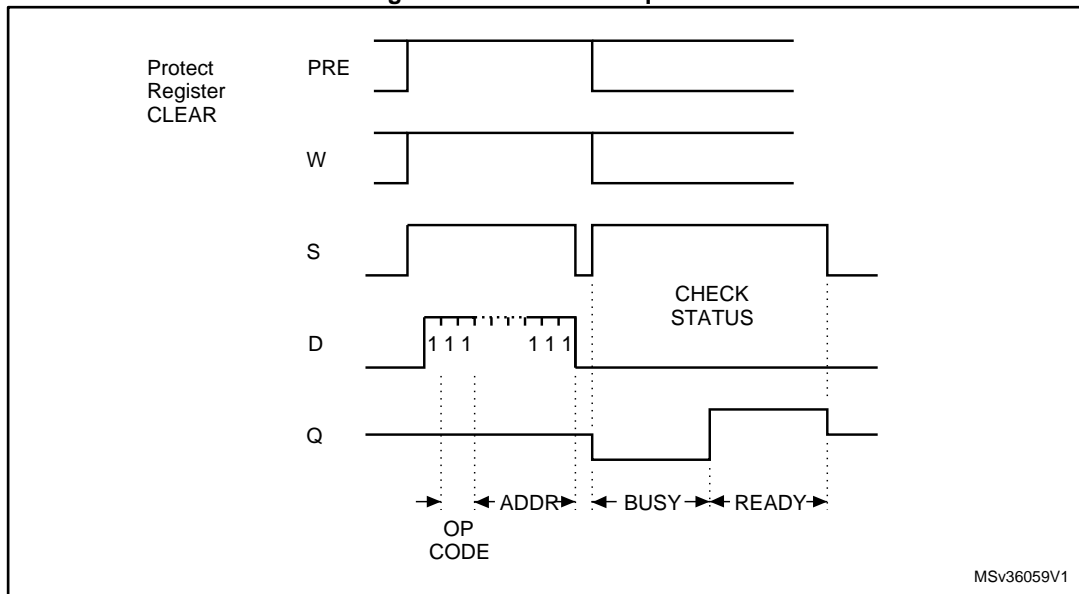 Protect
Register
CLEAR
PRE
W
S
CHECK
STATUS
D
1 1 1
1 1 1
Q
ADDR
BUSY
READY
OP
CODE
MSv36059V1